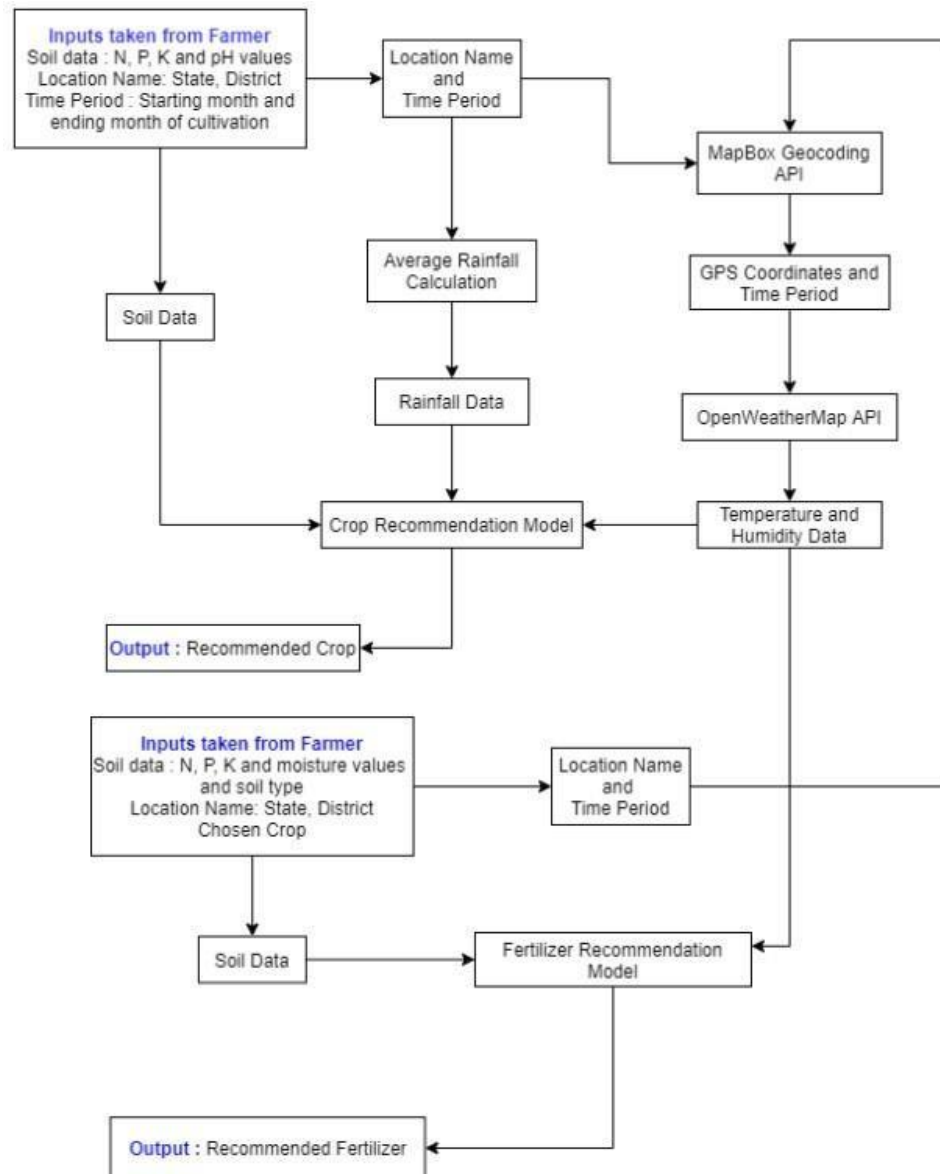 Inputs taken from Farmer
Soil data : N, P, K and pH values
Location Name: State, District
Time Period : Starting month and
ending month of cultivation
Location Name
and
Time Period
MapBox Geocoding
API
Average Rainfall
Calculation
GPS Coordinates and
Time Period
Soil Data
Rainfall Data
OpenWeatherMap API
Crop Recommendation Model
Temperature and
Humidity Data
Output : Recommended Crop
Inputs taken from Farmer
Soil data : N, P, K and moisture values
and soil type
Location Name: State, District
Chosen Crop
Location Name
and
Time Period
Soil Data
Fertilizer Recommendation
Model
Output : Recommended Fertilizer